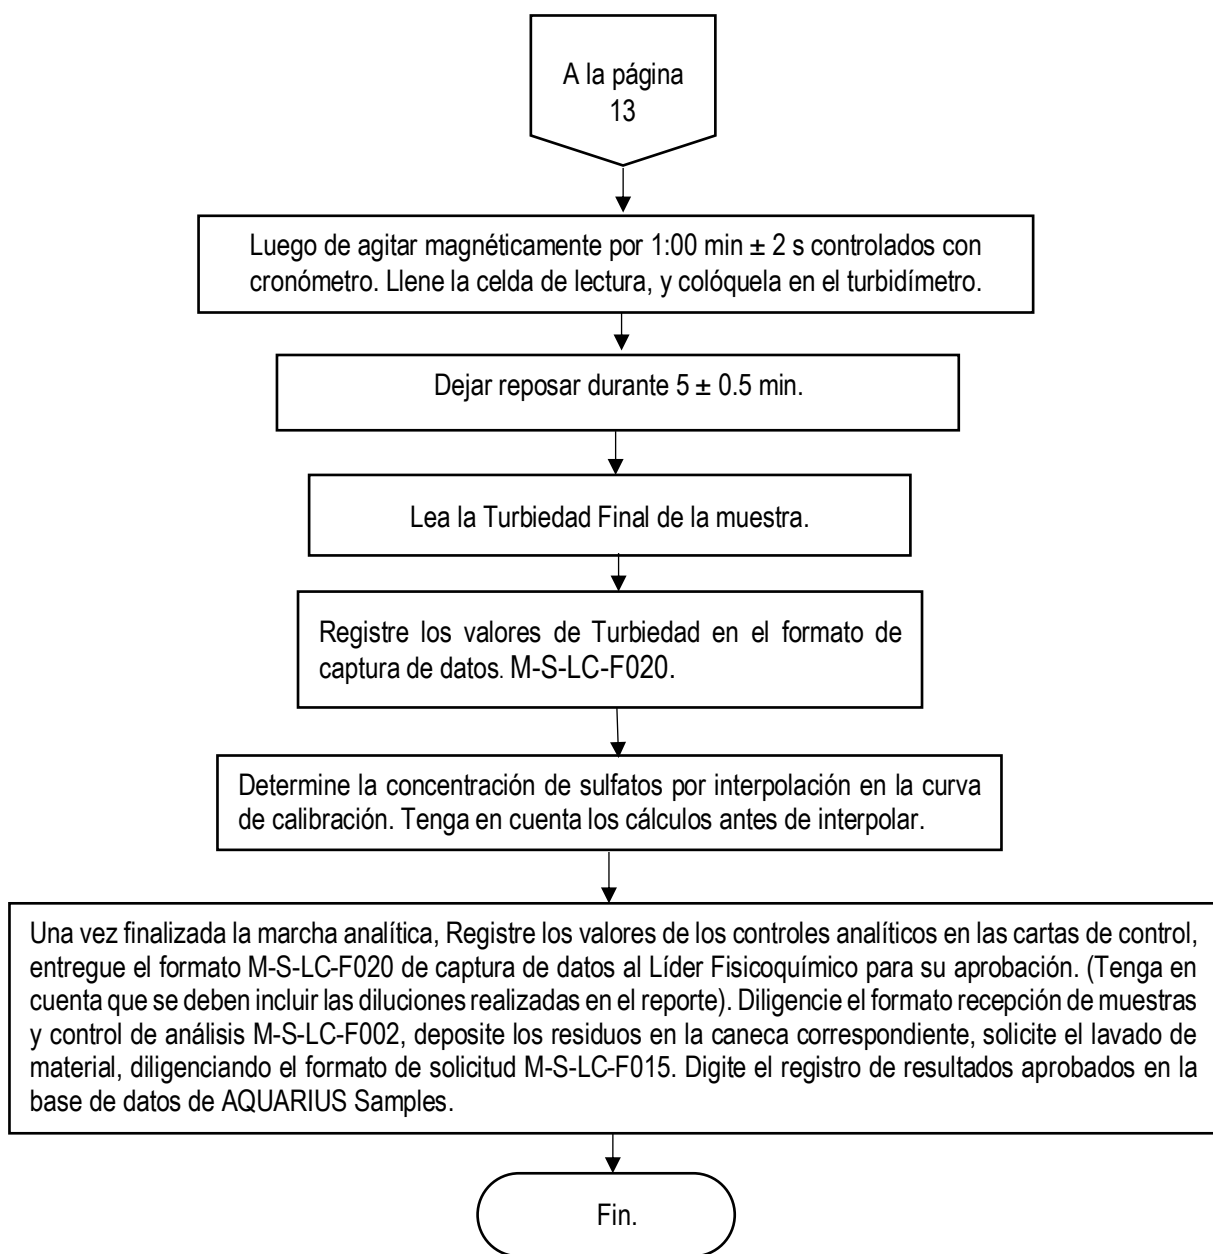 A la página
13
Luego de agitar magnéticamente por 1:00 min ± 2 s controlados con
cronómetro. Llene la celda de lectura, y colóquela en el turbidímetro.
Dejar reposar durante 5 ± 0.5 min.
Lea la Turbiedad Final de la muestra.
Registre los valores de Turbiedad en el formato de
captura de datos. M-S-LC-F020.
Determine la concentración de sulfatos por interpolación en la curva
de calibración. Tenga en cuenta los cálculos antes de interpolar.
Una vez finalizada la marcha analítica, Registre los valores de los controles analíticos en las cartas de control,
entregue el formato M-S-LC-F020 de captura de datos al Líder Fisicoquímico para su aprobación. (Tenga en
cuenta que se deben incluir las diluciones realizadas en el reporte). Diligencie el formato recepción de muestras
y control de análisis M-S-LC-F002, deposite los residuos en la caneca correspondiente, solicite el lavado de
material, diligenciando el formato de solicitud M-S-LC-F015. Digite el registro de resultados aprobados en la
base de datos de AQUARIUS Samples.
Fin.